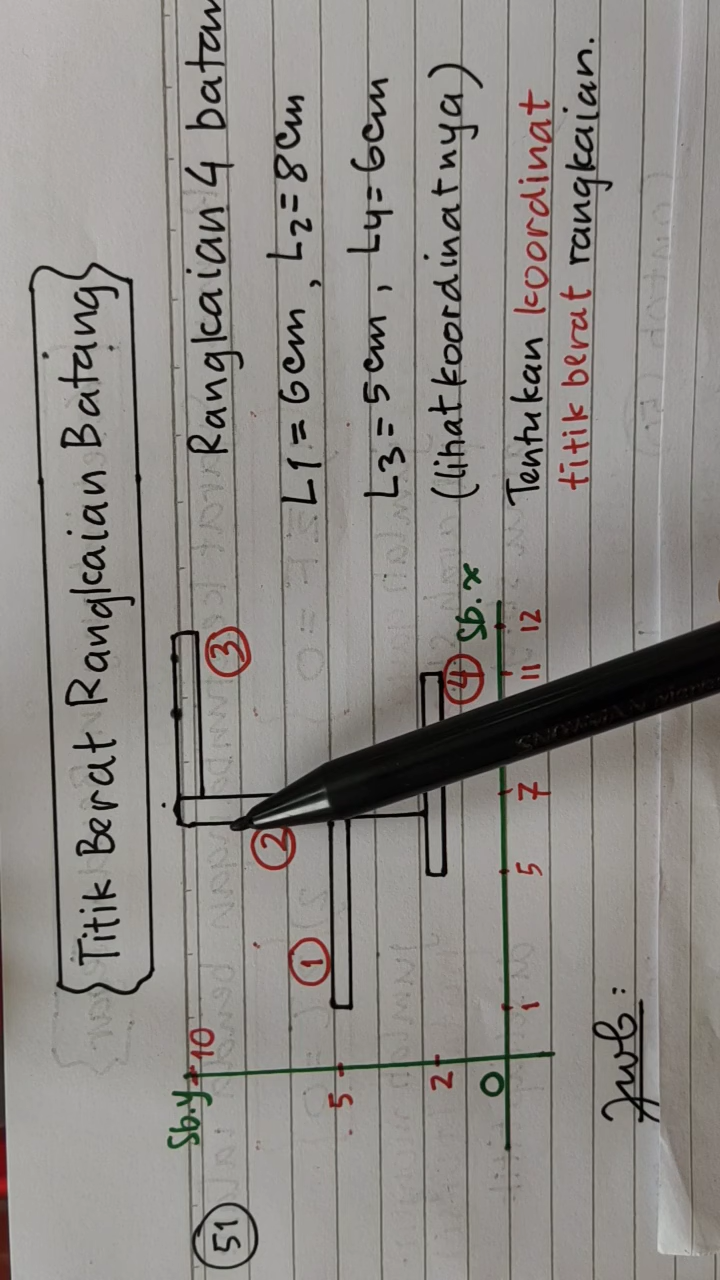 {Titik Berat Rangkaian Batang}
51
Sb.y
10
5
2
O
1
5
7
11
12
Sb.x
1
2
3
4
Rangkaian 4 batan
L1 = 6cm , L2 = 8cm
L3 = 5cm , L4 = 6cm
(lihat koordinatnya)
Tentukan koordinat
titik berat rangkaian.
Jwb :